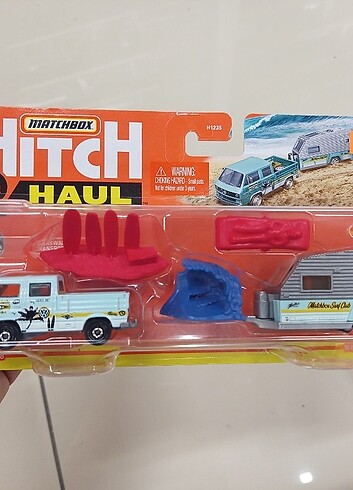 MATCHBOX
HITCH
HAUL
H1235
WARNING:
CHOKING HAZARD - Small parts.
Not for children under 3 years.
Matchbox Surf Club